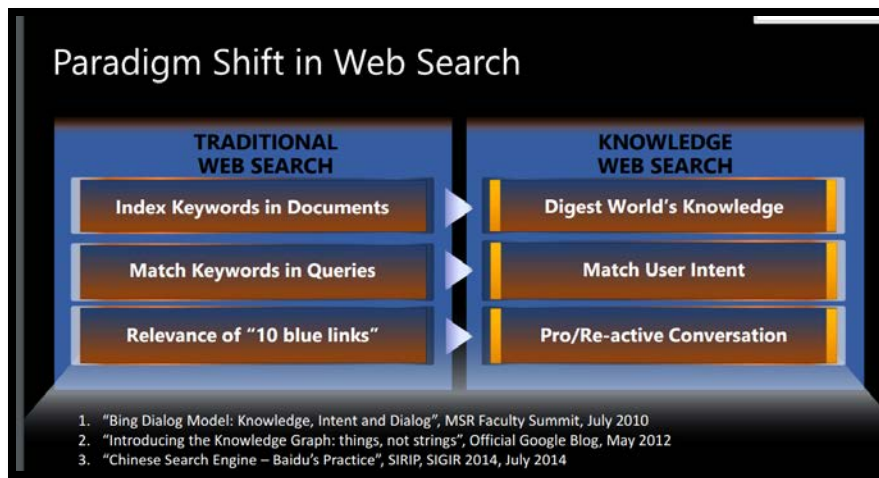 Paradigm Shift in Web Search
TRADITIONAL
WEB SEARCH
KNOWLEDGE
WEB SEARCH
Index Keywords in Documents
Digest World's Knowledge
Match Keywords in Queries
Match User Intent
Relevance of “10 blue links”
Pro/Re-active Conversation
1. “Bing Dialog Model: Knowledge, Intent and Dialog”, MSR Faculty Summit, July 2010
2. “Introducing the Knowledge Graph: things, not strings”, Official Google Blog, May 2012
3. “Chinese Search Engine – Baidu's Practice”, SIRIP, SIGIR 2014, July 2014